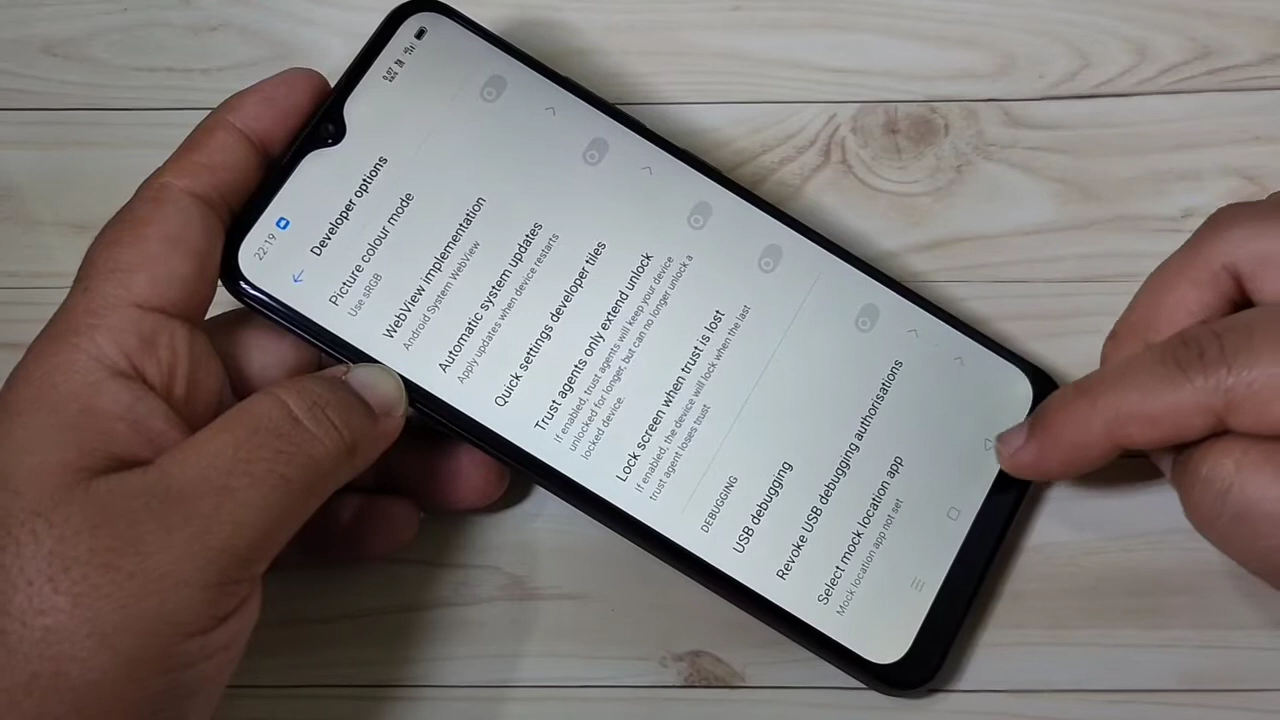 22:19
Developer options
Picture colour mode
Use sRGB
WebView implementation
Android System WebView
Automatic system updates
Apply updates when device restarts
Quick settings developer tiles
Trust agents only extend unlock
If enabled, trust agents will keep your device
unlocked for longer, but can no longer unlock a
locked device.
Lock screen when trust is lost
If enabled, the device will lock when the last
trust agent loses trust
DEBUGGING
USB debugging
Revoke USB debugging authorisations
Select mock location app
Mock location app not set